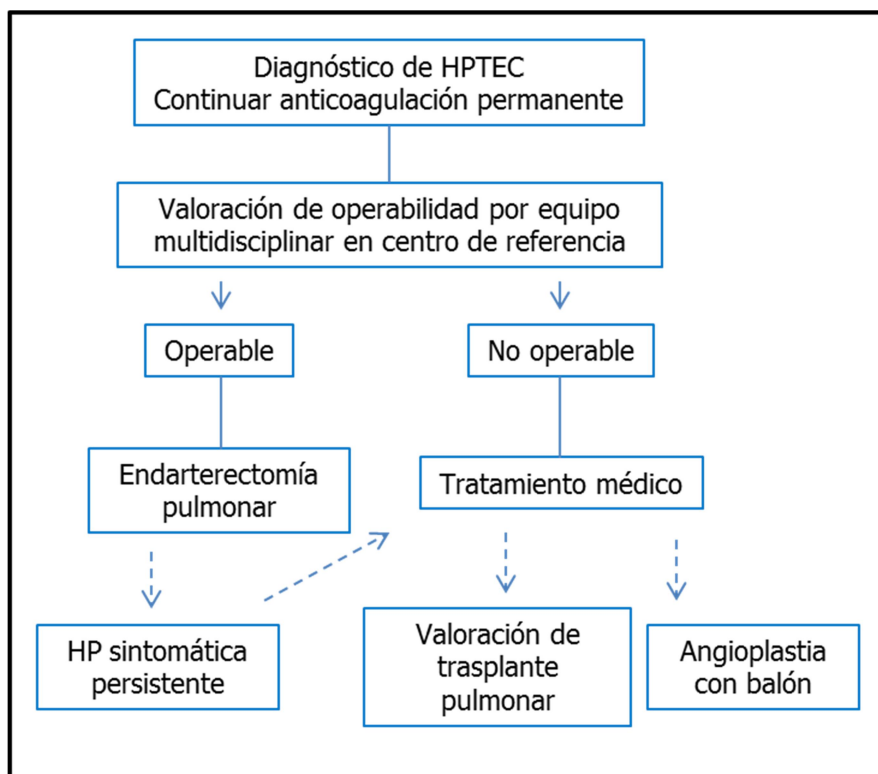 Diagnóstico de HPTEC
Continuar anticoagulación permanente
Valoración de operabilidad por equipo
multidisciplinar en centro de referencia
Operable
No operable
Endarterectomía
pulmonar
Tratamiento médico
HP sintomática
persistente
Valoración de
trasplante
pulmonar
Angioplastia
con balón